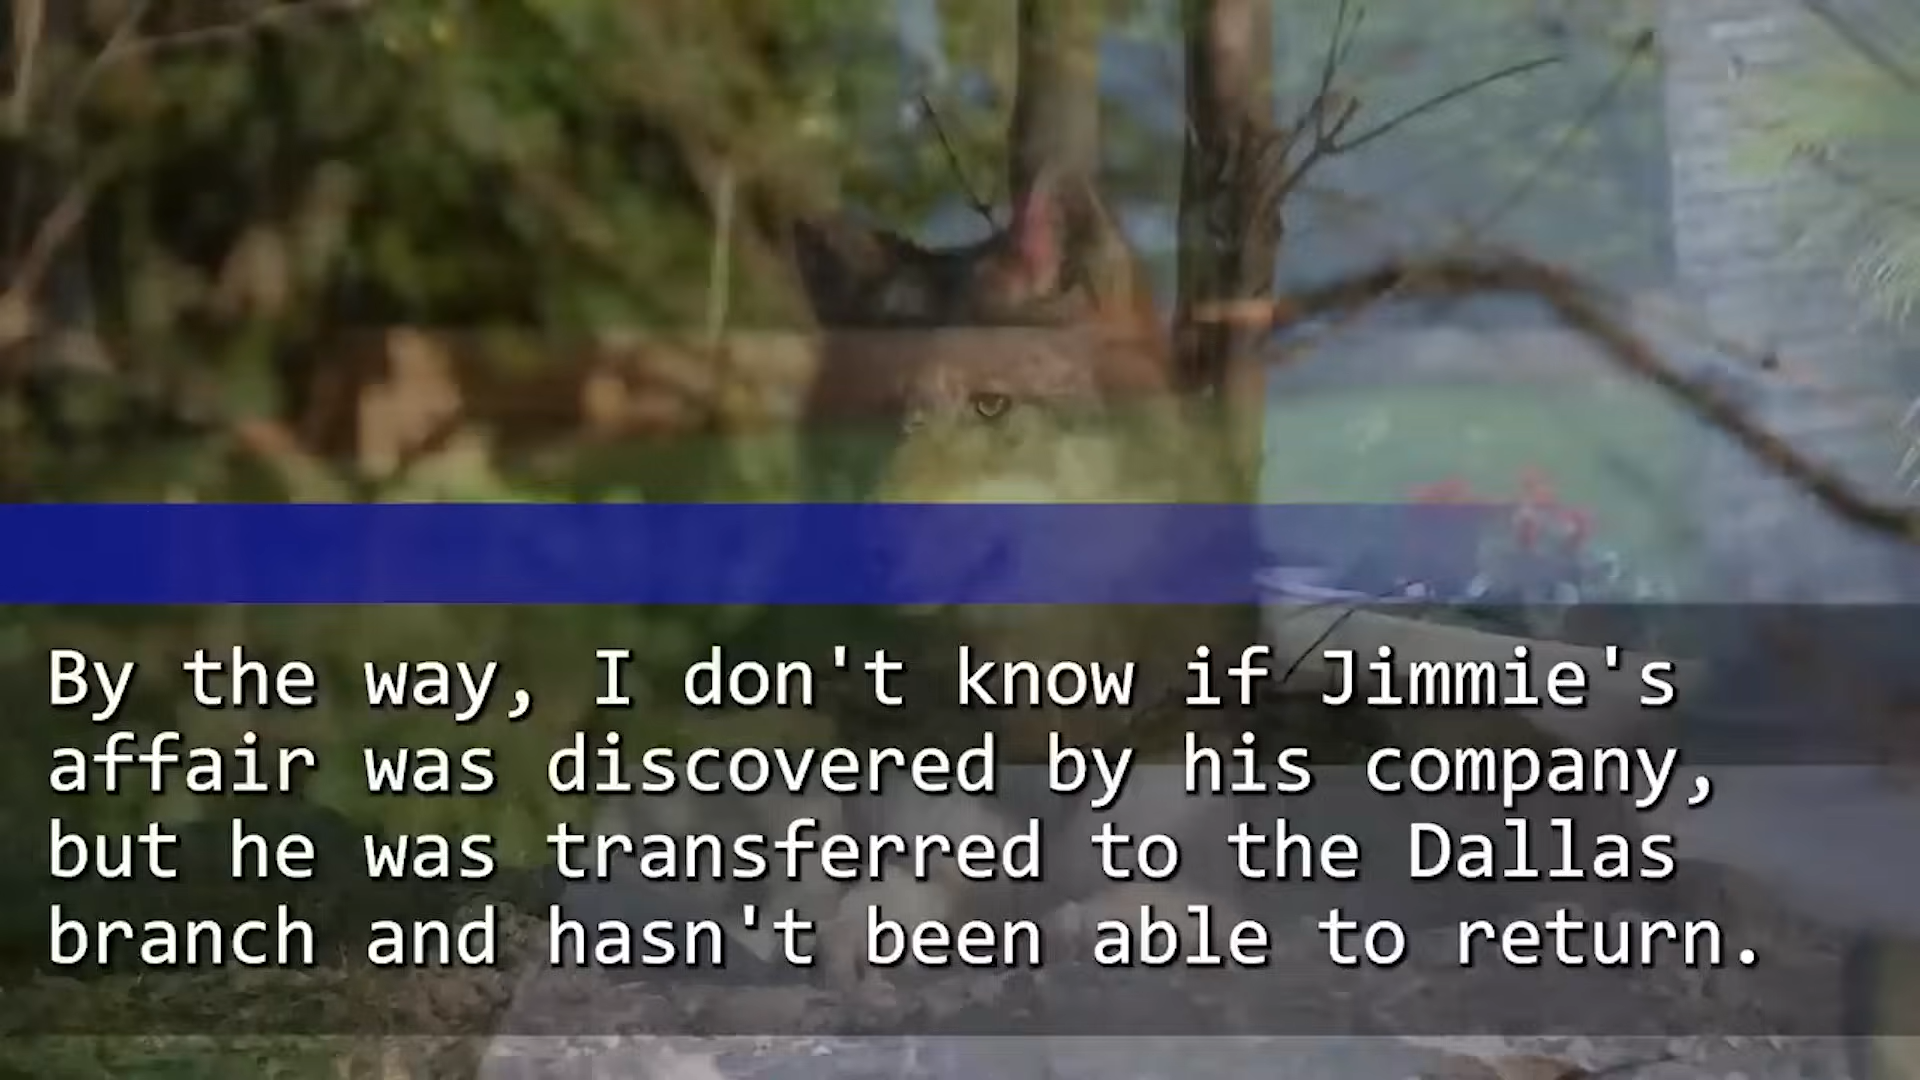 By the way, I don't know if Jimmie's
affair was discovered by his company,
but he was transferred to the Dallas
branch and hasn't been able to return.